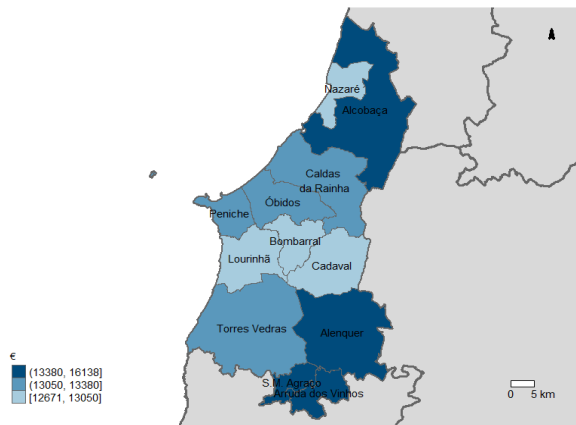 Nazaré
Alcobaça
Caldas
da Rainha
Óbidos
Peniche
Bombarral
Lourinhã
Cadaval
Torres Vedras
Alenquer
S.M. Agraço
Arruda dos Vinhos
€
(13380, 16138]
(13050, 13380]
[12671, 13050]
0 5 km